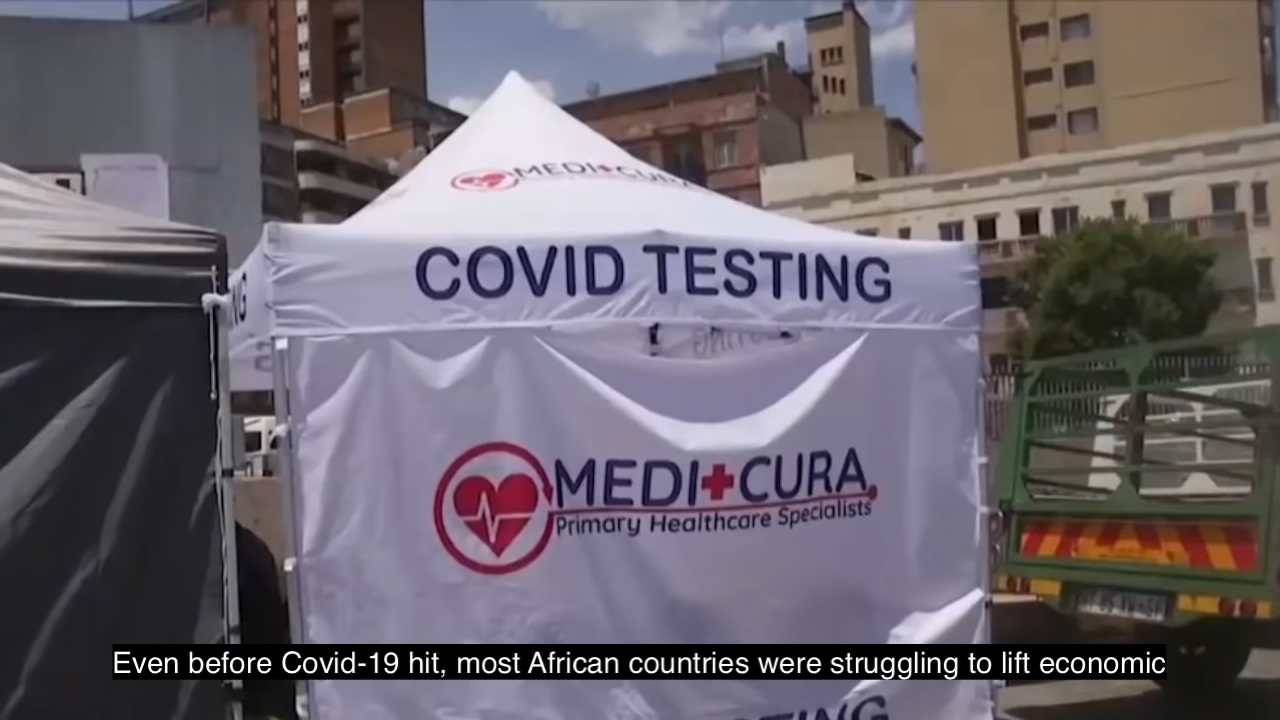 MEDI+CURA
COVID TESTING
MEDI+CURA
Primary Healthcare Specialists
Even before Covid-19 hit, most African countries were struggling to lift economic
TESTING